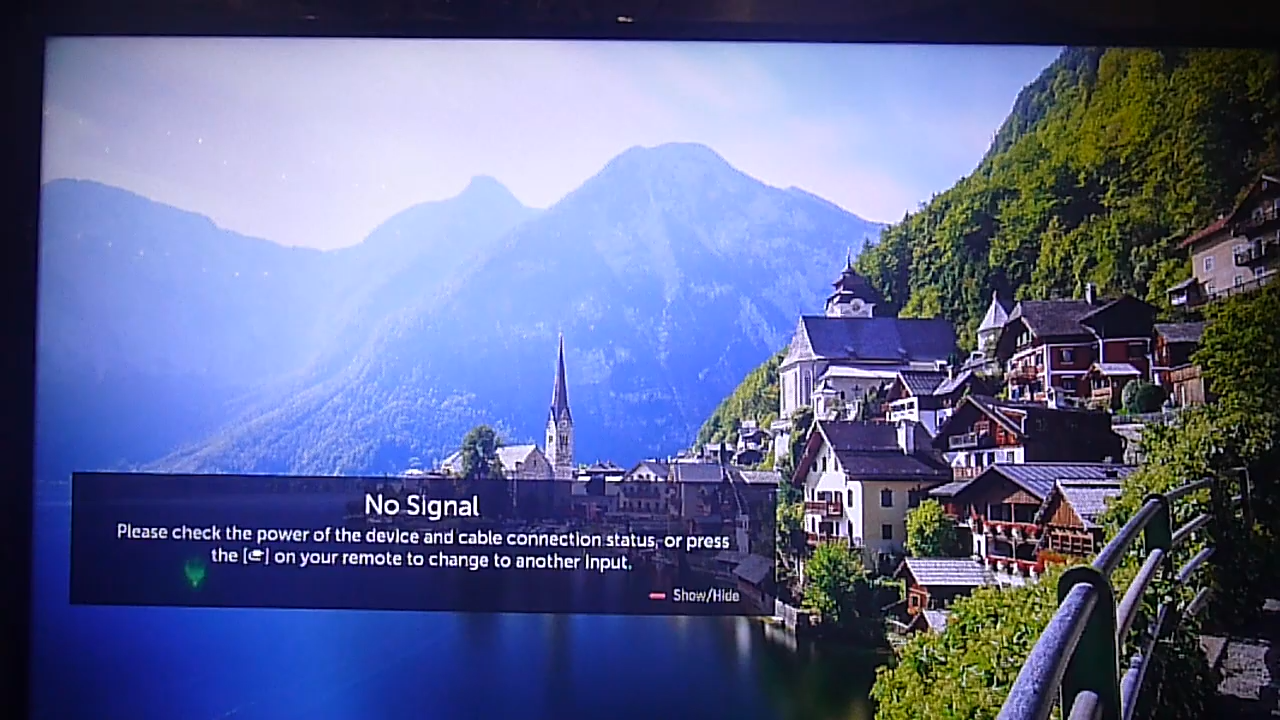 No Signal
Please check the power of the device and cable connection status, or press
the [] on your remote to change to another input.
Show/Hide